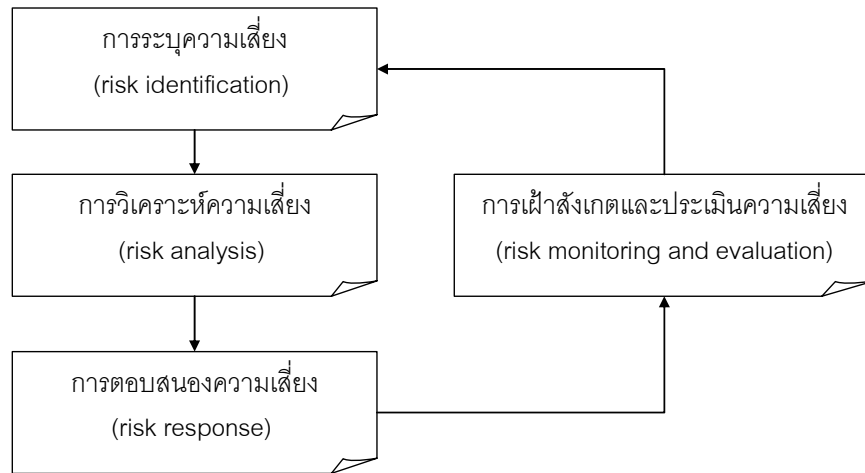 การระบุความเสี่ยง
(risk identification)
การวิเคราะห์ความเสี่ยง
(risk analysis)
การตอบสนองความเสี่ยง
(risk response)
การเฝ้าสังเกตและประเมินความเสี่ยง
(risk monitoring and evaluation)